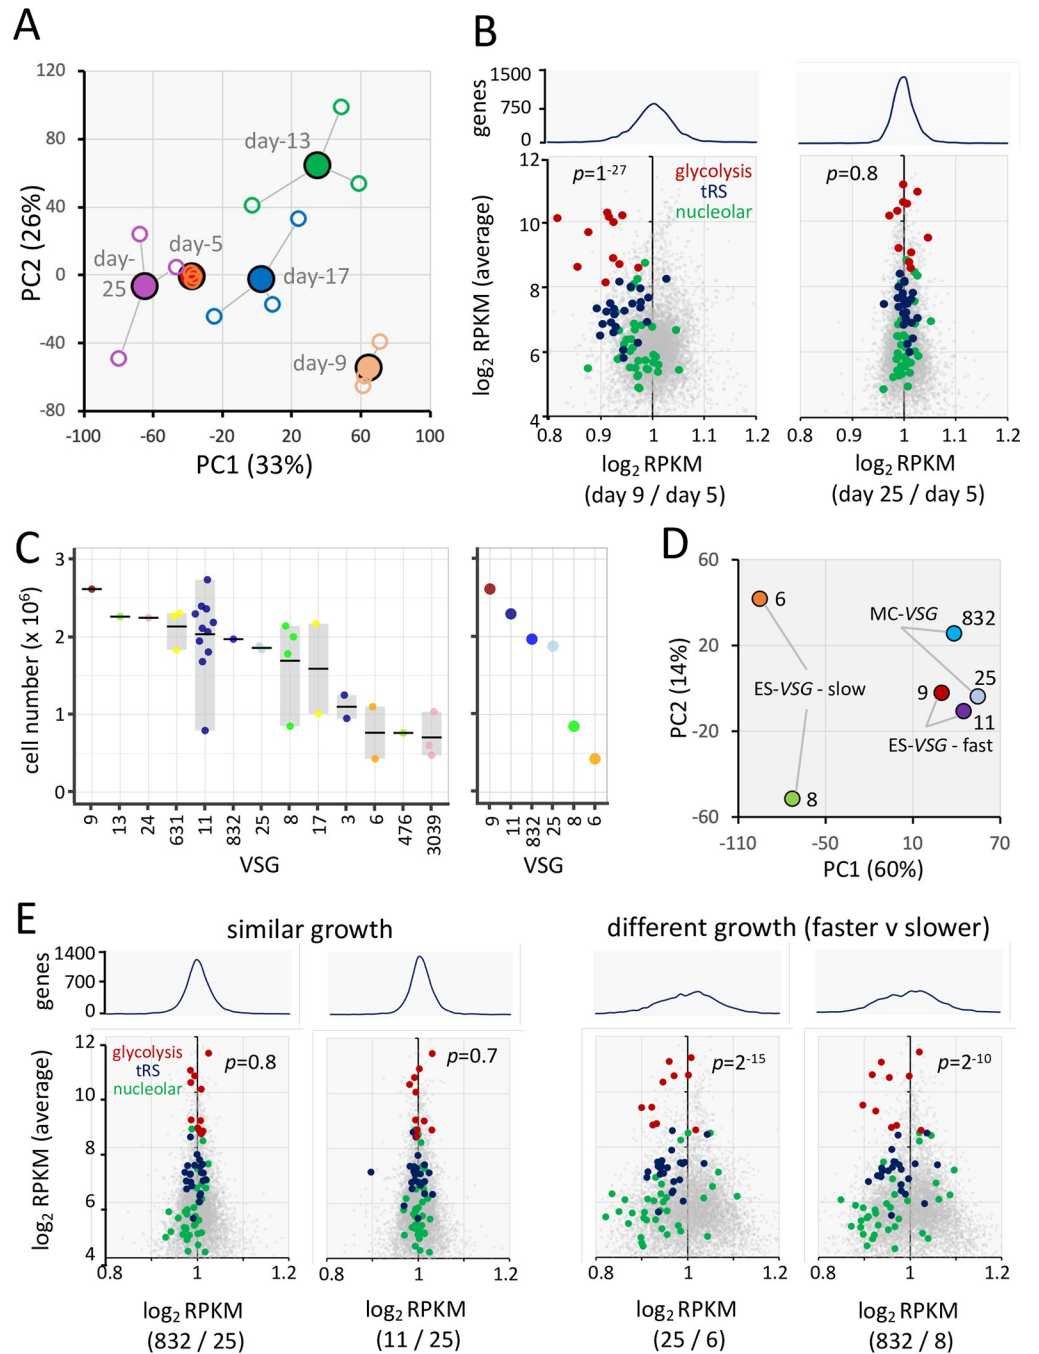 A
120
80
40
0
-40
-80
-100
-60
-20
20
60
100
PC2 (26%)
PC1 (33%)
day-13
day-5
day-
25
day-17
day-9
B
genes
1500
750
0
p=1-27
glycolysis
tRS
nucleolar
p=0.8
log2 RPKM (average)
12
10
8
6
4
0.8
0.9
1
1.1
1.2
0.8
0.9
1
1.1
1.2
log2 RPKM
(day 9 / day 5)
log2 RPKM
(day 25 / day 5)
C
cell number (x 106)
3
2
1
0
9
13
24
631
11
832
25
8
17
3
6
476
3039
VSG
9
11
832
25
8
6
VSG
D
60
20
-20
-60
PC2 (14%)
-110
-50
10
70
PC1 (60%)
6
MC-VSG
832
ES-VSG - slow
25
9
11
ES-VSG - fast
8
E
similar growth
different growth (faster v slower)
genes
1400
700
0
log2 RPKM (average)
12
10
8
6
4
glycolysis
tRS
nucleolar
p=0.8
p=0.7
p=2-15
p=2-10
0.8
1
1.2
0.8
1
1.2
0.8
1
1.2
0.8
1
1.2
log2 RPKM
(832 / 25)
log2 RPKM
(11 / 25)
log2 RPKM
(25 / 6)
log2 RPKM
(832 / 8)